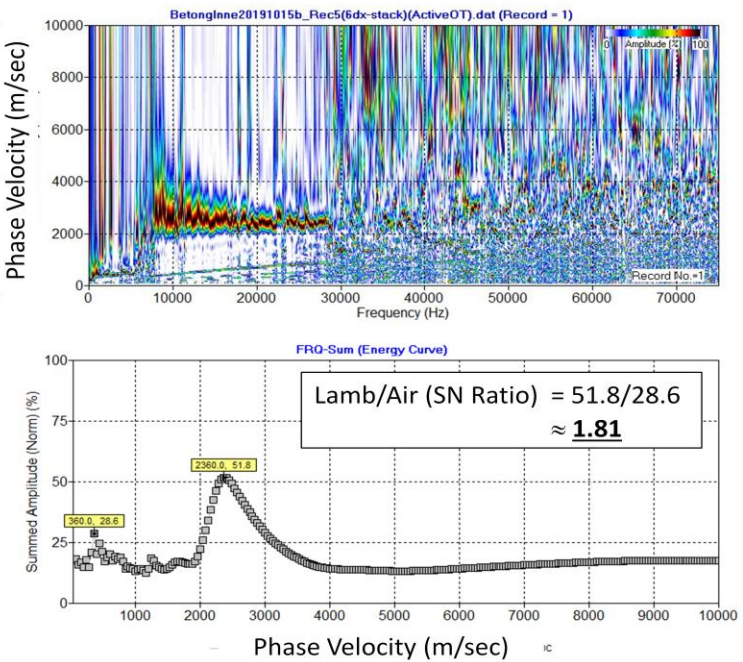 BetongInne20191015b_Rec5(6dx-stack)(ActiveOT).dat (Record = 1)
0 Amplitude (% 100
Phase Velocity (m/sec)
10000
8000
6000
4000
2000
0
Record No.=1
0 10000 20000 30000 40000 50000 60000 70000
Frequency (Hz)
FRQ-Sum (Energy Curve)
Summed Amplitude (Norm) (%)
100
75
50
25
0
Lamb/Air (SN Ratio) = 51.8/28.6
≈ 1.81
2360.0, 51.8
360.0, 28.6
1000 2000 3000 4000 5000 6000 7000 8000 9000 10000
Phase Velocity (m/sec)